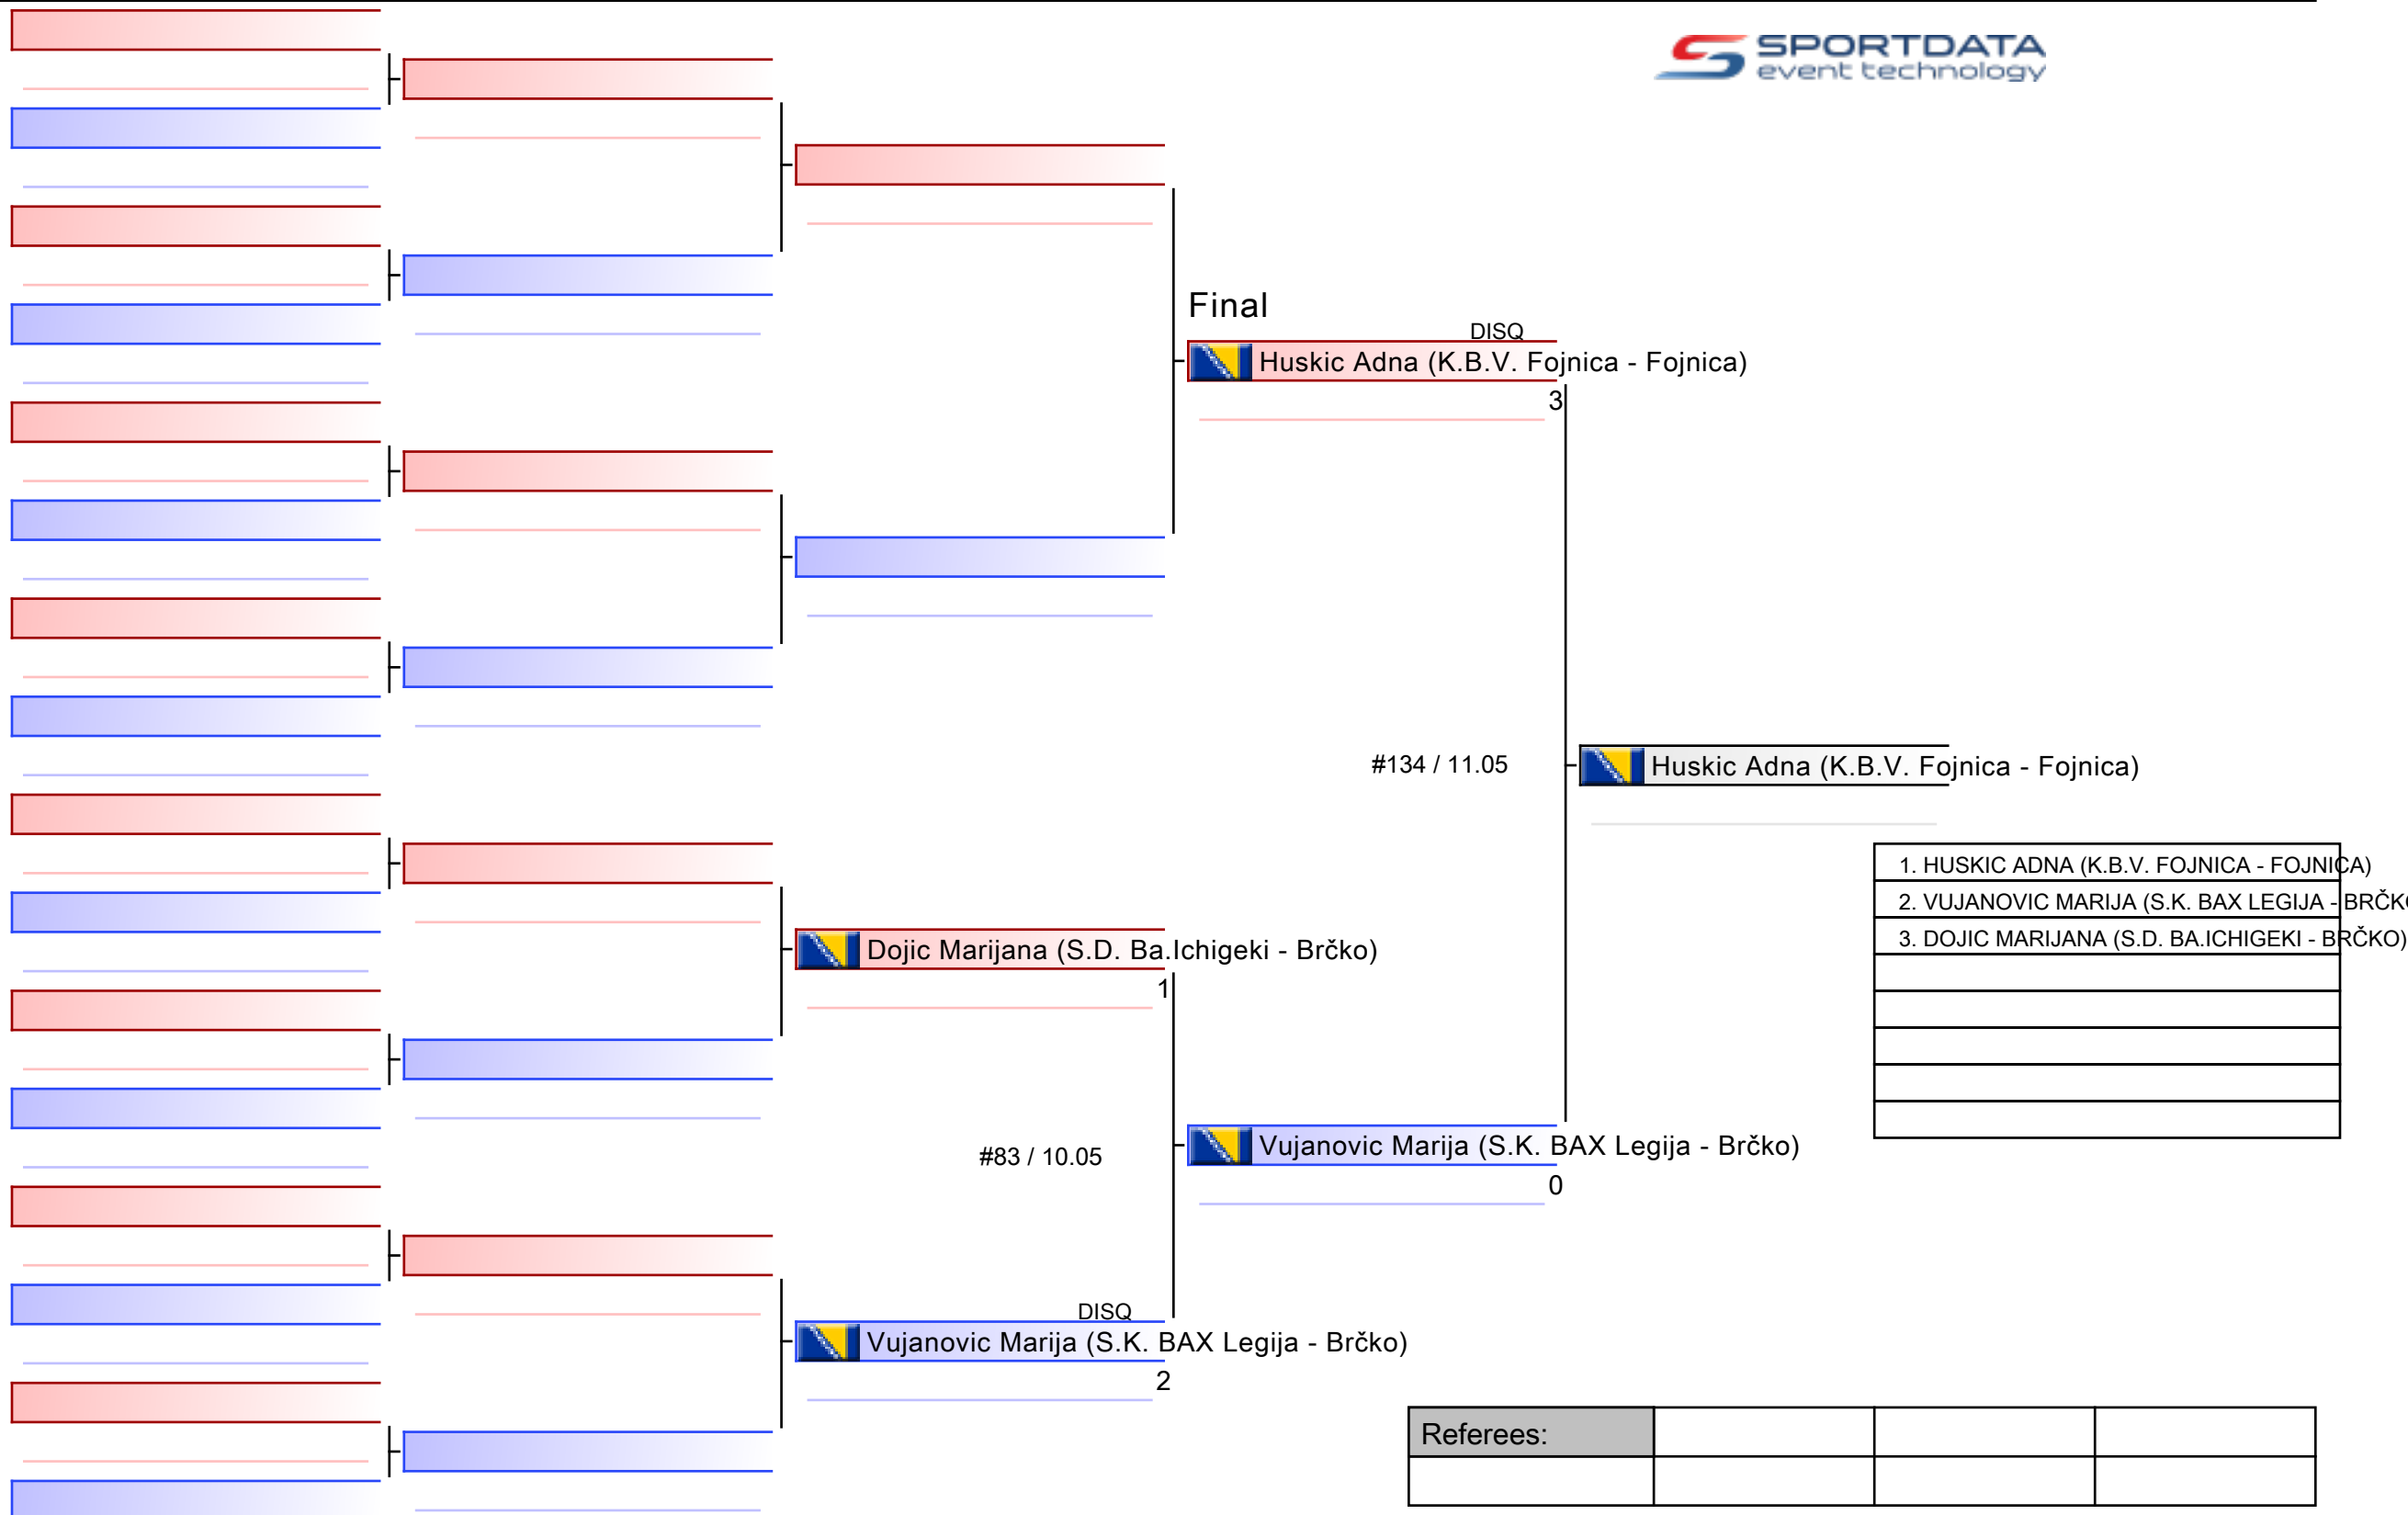 SPORTDATA
event technology
Final
DISQ
Huskic Adna (K.B.V. Fojnica - Fojnica)
3
#134 / 11.05
Huskic Adna (K.B.V. Fojnica - Fojnica)
1. HUSKIC ADNA (K.B.V. FOJNICA - FOJNICA)
2. VUJANOVIC MARIJA (S.K. BAX LEGIJA - BRČK
3. DOJIC MARIJANA (S.D. BA.ICHIGEKI - BRČKO)
Dojic Marijana (S.D. Ba.Ichigeki - Brčko)
1
#83 / 10.05
Vujanovic Marija (S.K. BAX Legija - Brčko)
0
DISQ
Vujanovic Marija (S.K. BAX Legija - Brčko)
2
Referees: